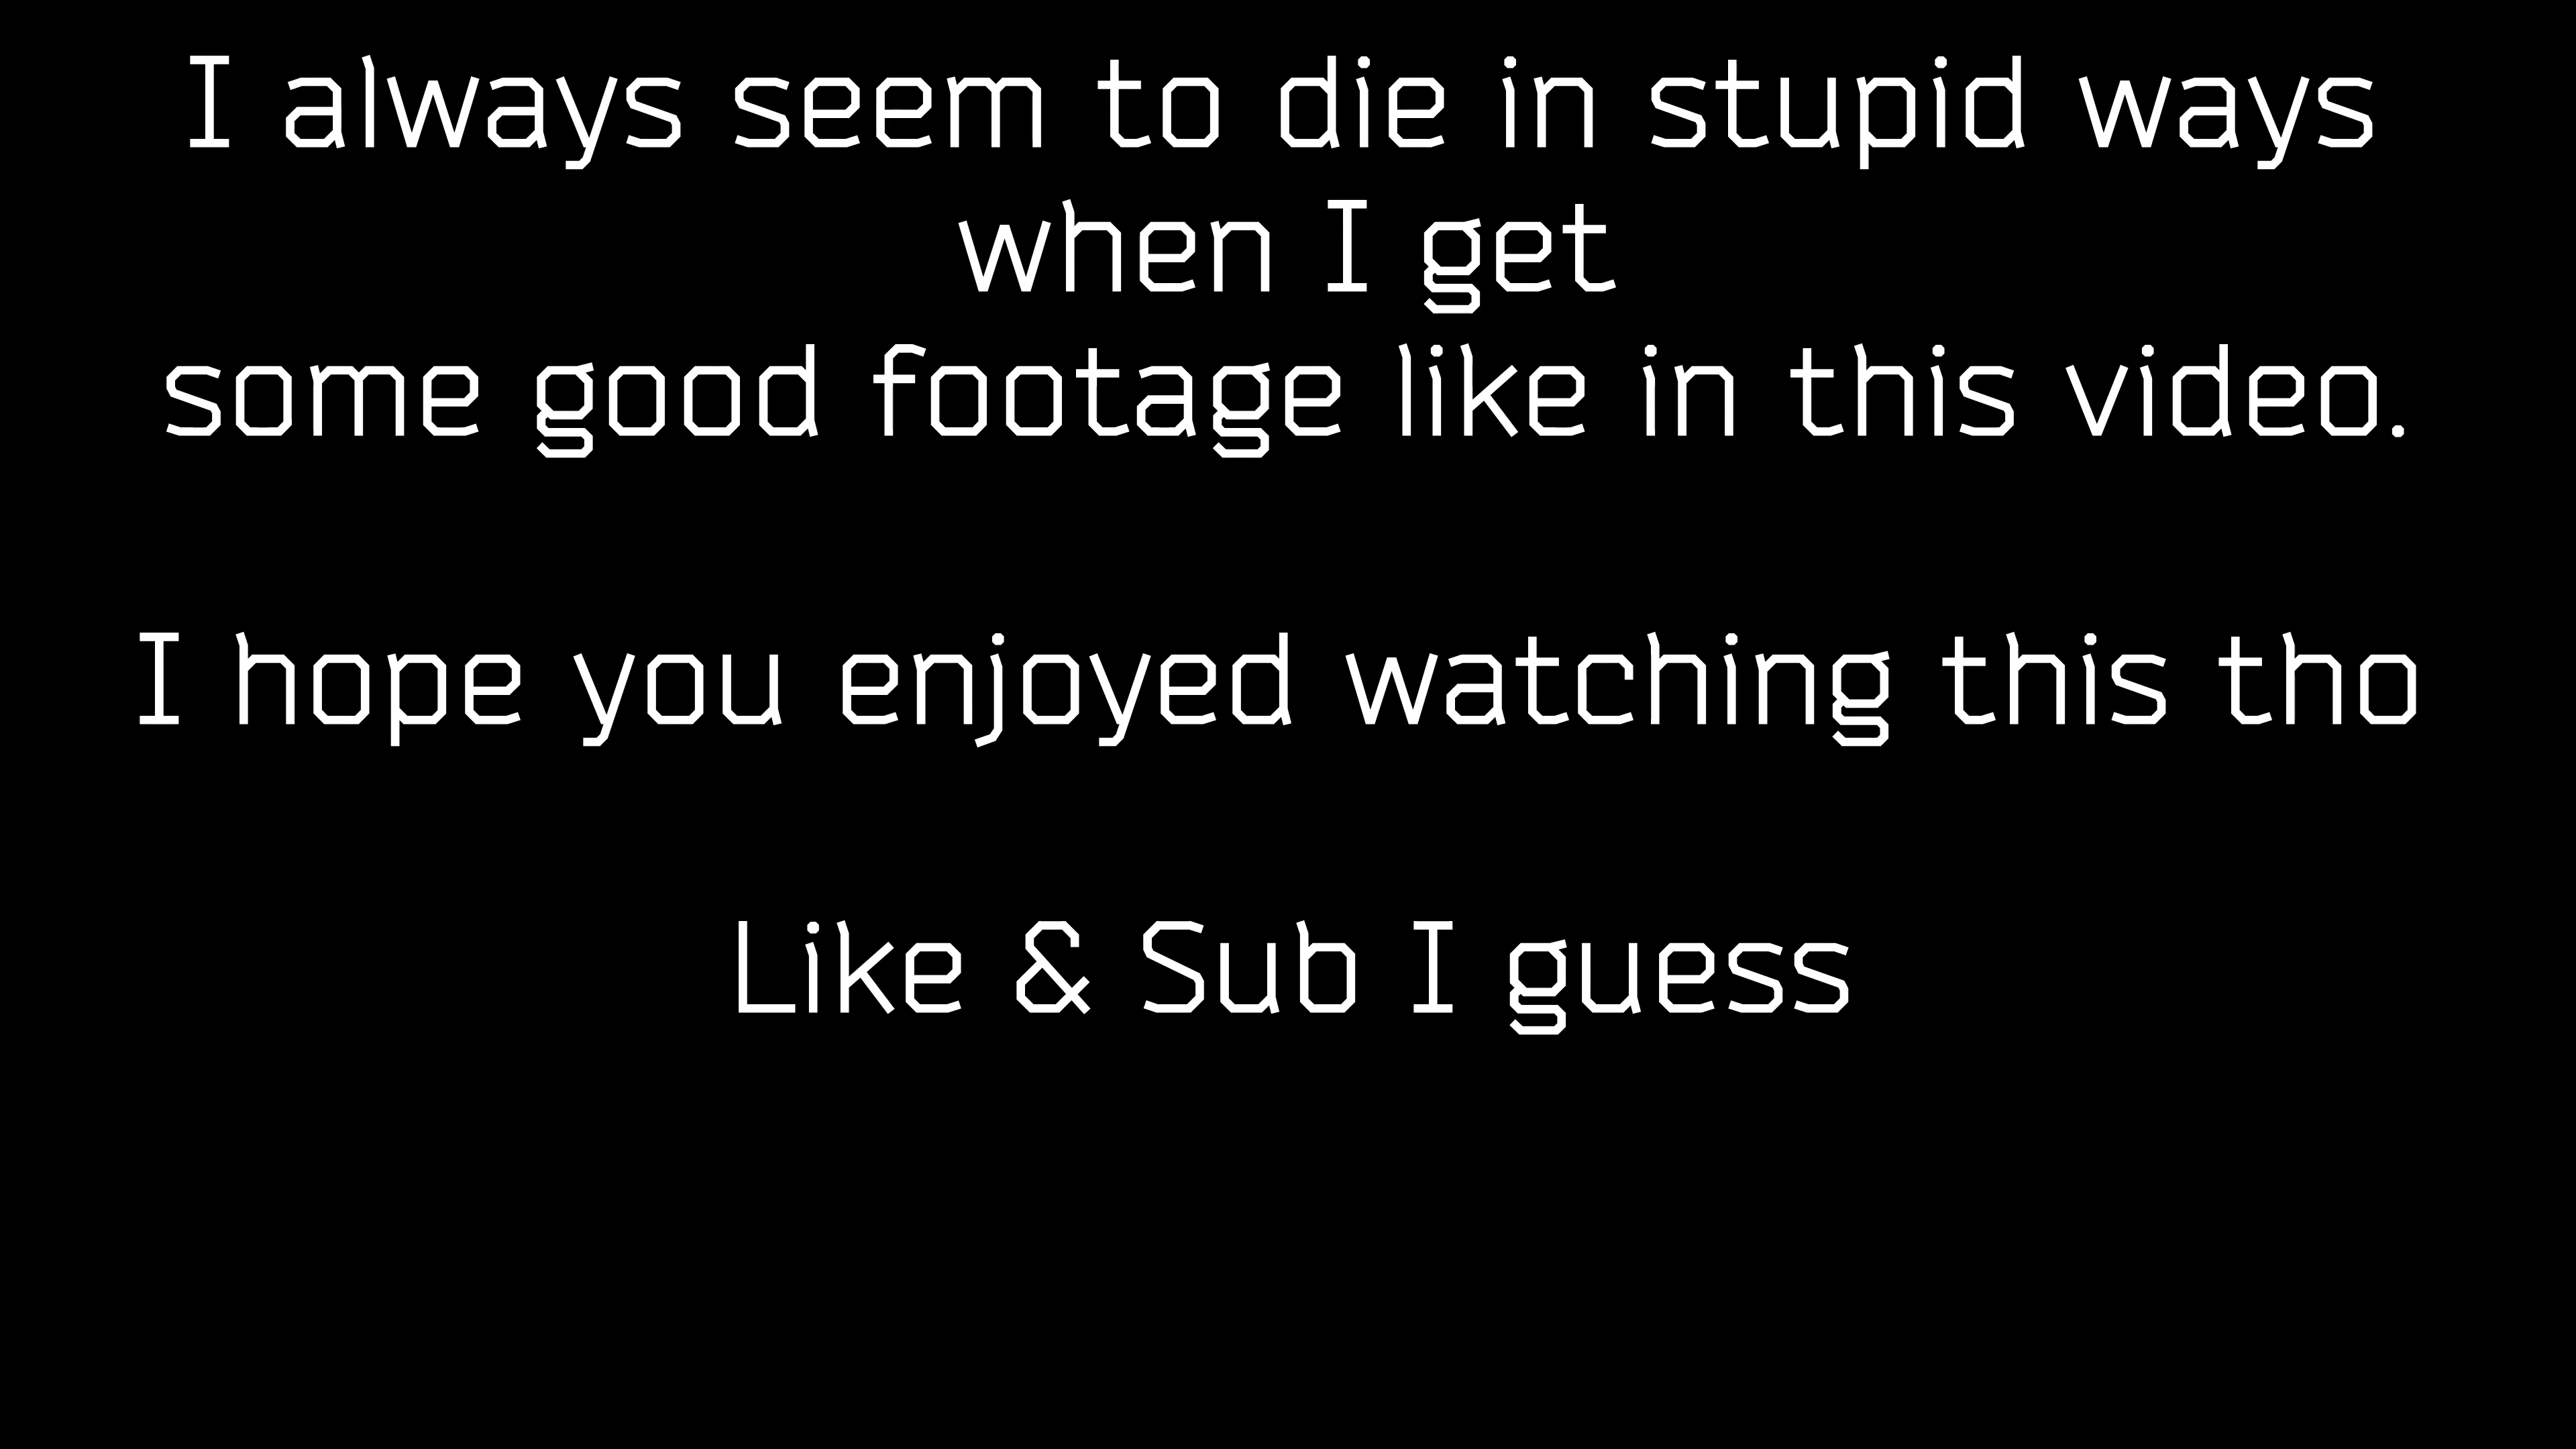 I always seem to die in stupid ways
when I get
some good footage like in this video.
I hope you enjoyed watching this tho
Like & Sub I guess